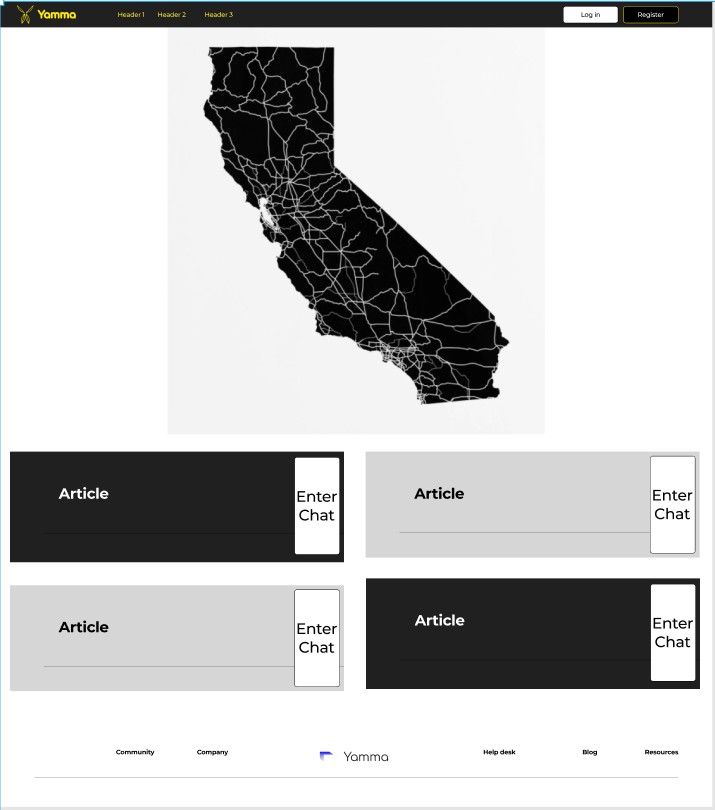 Yamma
Header 1
Header 2
Header 3
Log in
Register
Article
Enter
Chat
Article
Enter
Chat
Article
Enter
Chat
Article
Enter
Chat
Community
Company
Yamma
Help desk
Blog
Resources